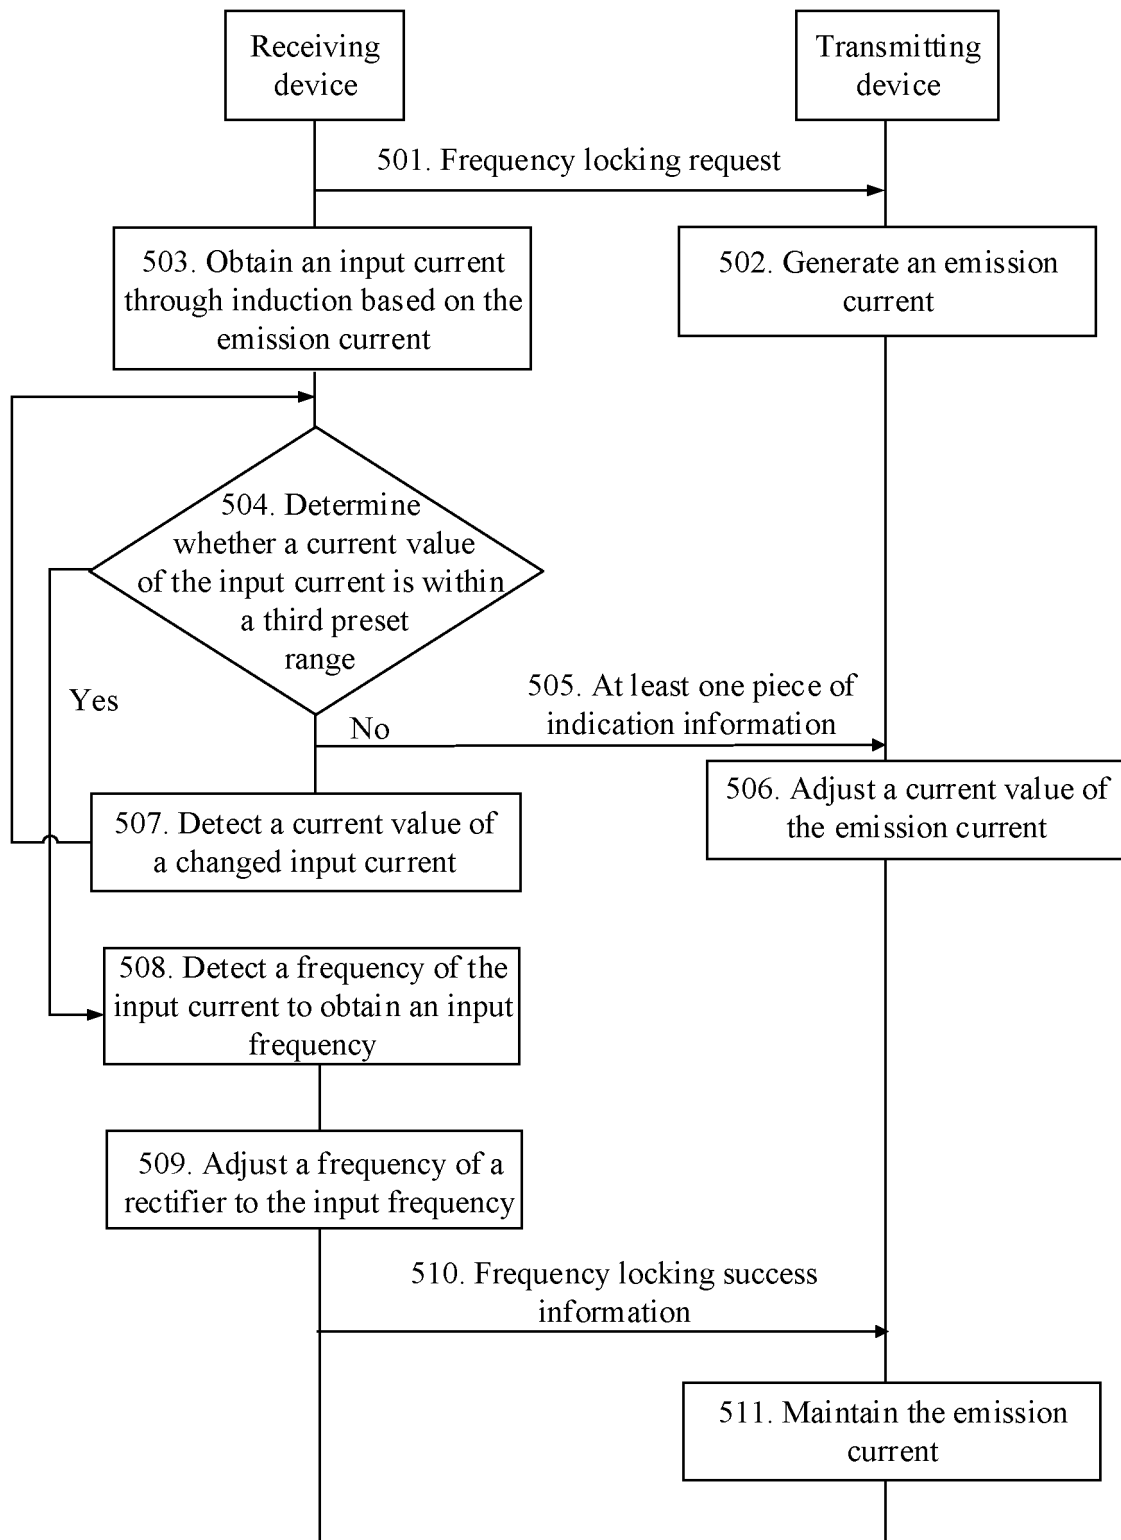 Receiving
device
Transmitting
device
501. Frequency locking request
503. Obtain an input current
through induction based on the
emission current
502. Generate an emission
current
504. Determine
whether a current value
of the input current is within
a third preset
range
Yes
No
505. At least one piece of
indication information
506. Adjust a current value of
the emission current
507. Detect a current value of
a changed input current
508. Detect a frequency of the
input current to obtain an input
frequency
509. Adjust a frequency of a
rectifier to the input frequency
510. Frequency locking success
information
511. Maintain the emission
current